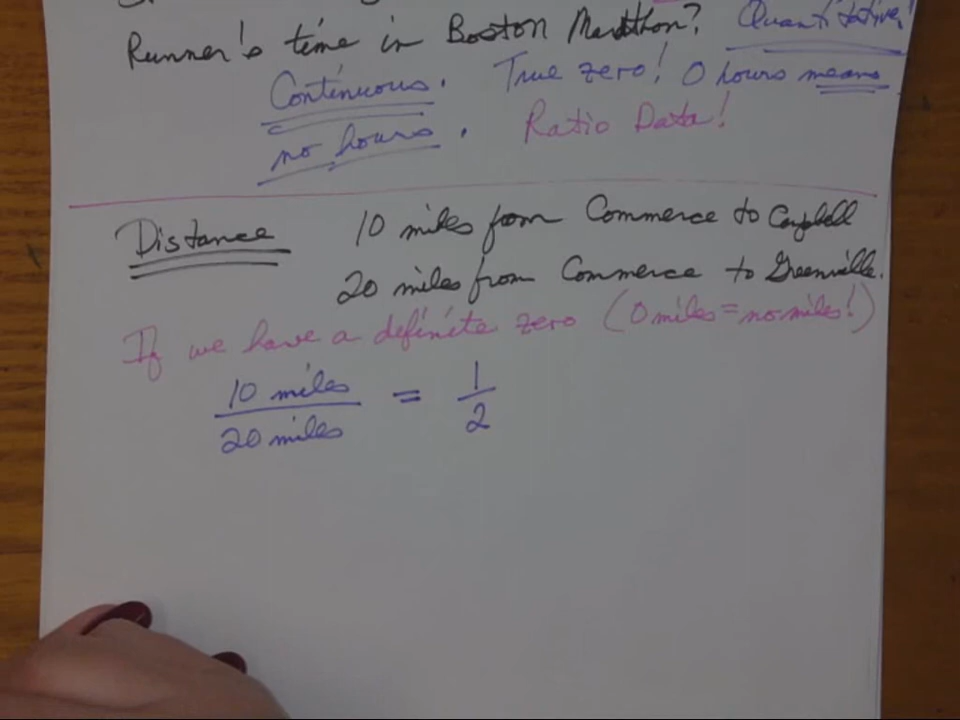 Runner's time in Boston Marathon? Quantitative!
Continuous. True zero! 0 hours means
no hours. Ratio Data!
Distance 10 miles from Commerce to Campbell
20 miles from Commerce to Greenville.
If we have a definite zero (0 miles = no miles!)
10 miles
20 miles
=
1
2